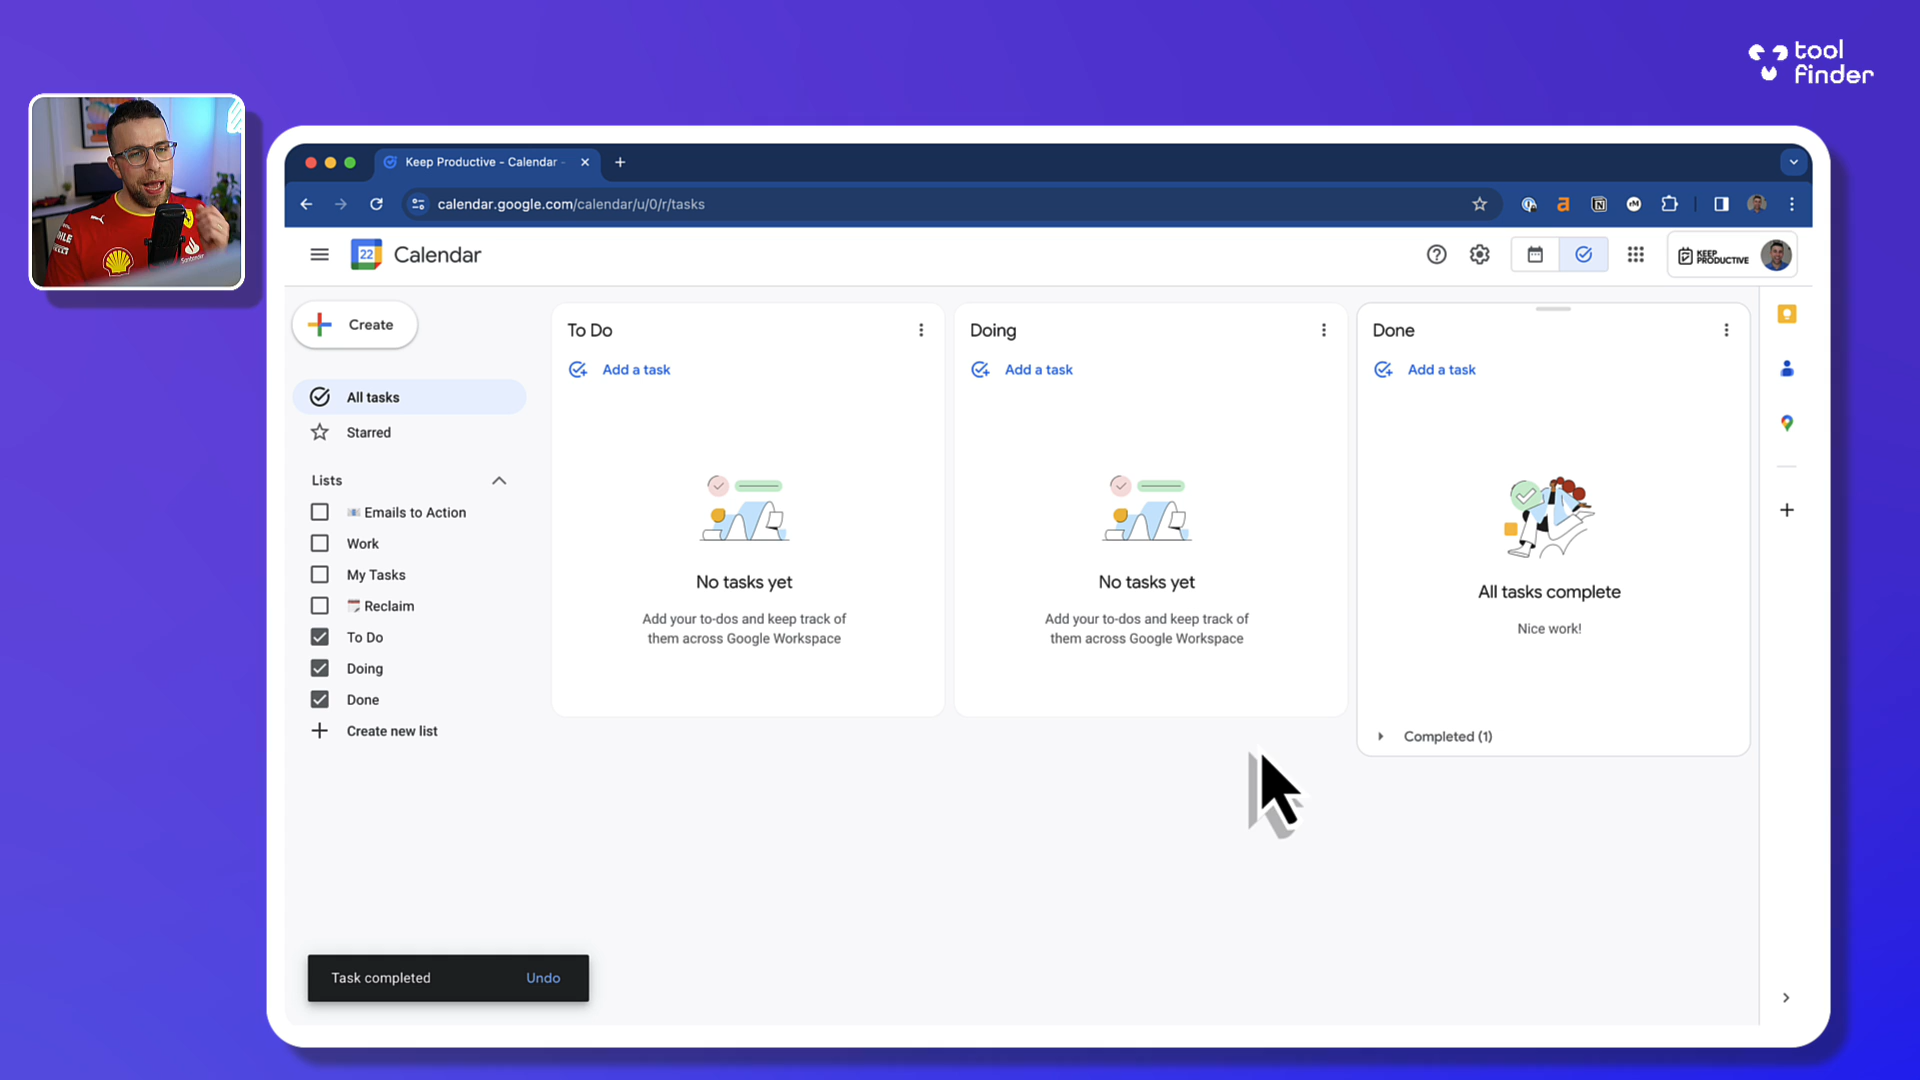 tool
finder
Keep Productive - Calendar -
calendar.google.com/calendar/u/0/r/tasks
22
Calendar
KEEP
PRODUCTIVE
Create
All tasks
Starred
Lists
Emails to Action
Work
My Tasks
Reclaim
To Do
Doing
Done
Create new list
To Do
Add a task
No tasks yet
Add your to-dos and keep track of
them across Google Workspace
Doing
Add a task
No tasks yet
Add your to-dos and keep track of
them across Google Workspace
Done
Add a task
All tasks complete
Nice work!
Completed (1)
Task completed
Undo